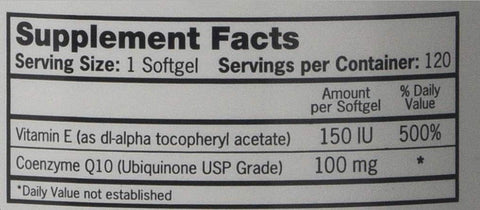 Supplement Facts
Serving Size: 1 Softgel Servings per Container: 120
Amount per Softgel % Daily Value
Vitamin E (as dl-alpha tocopheryl acetate) 150 IU 500%
Coenzyme Q10 (Ubiquinone USP Grade) 100 mg *
*Daily Value not established